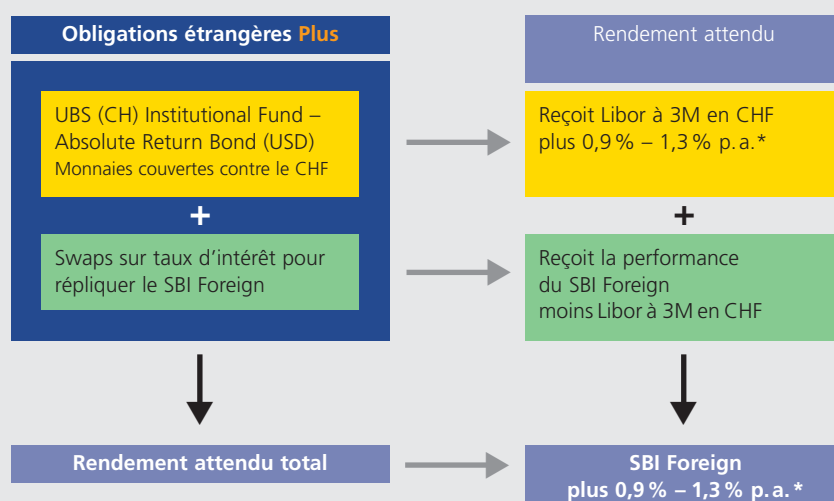 Obligations étrangères Plus
Rendement attendu
UBS (CH) Institutional Fund –
Absolute Return Bond (USD)
Monnaies couvertes contre le CHF
Reçoit Libor à 3M en CHF
plus 0,9 % – 1,3 % p. a.*
+
+
Swaps sur taux d’intérêt pour
répliquer le SBI Foreign
Reçoit la performance
du SBI Foreign
moins Libor à 3M en CHF
Rendement attendu total
SBI Foreign
plus 0,9 % – 1,3 % p. a. *